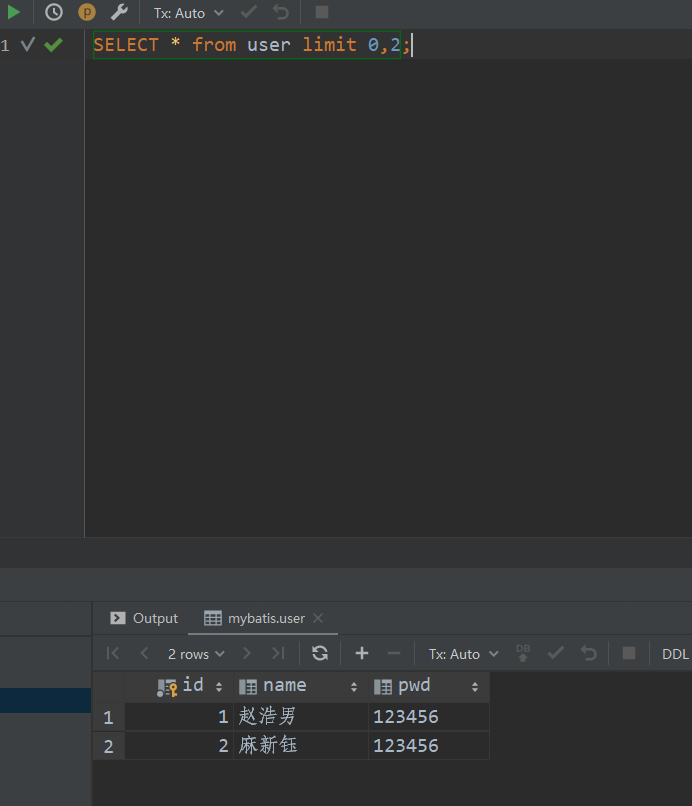 Tx: Auto
1 SELECT * from user limit 0,2;
Output mybatis.user
2 rows Tx: Auto DB DDL
id name pwd
1 1 赵浩男 123456
2 2 麻新钰 123456